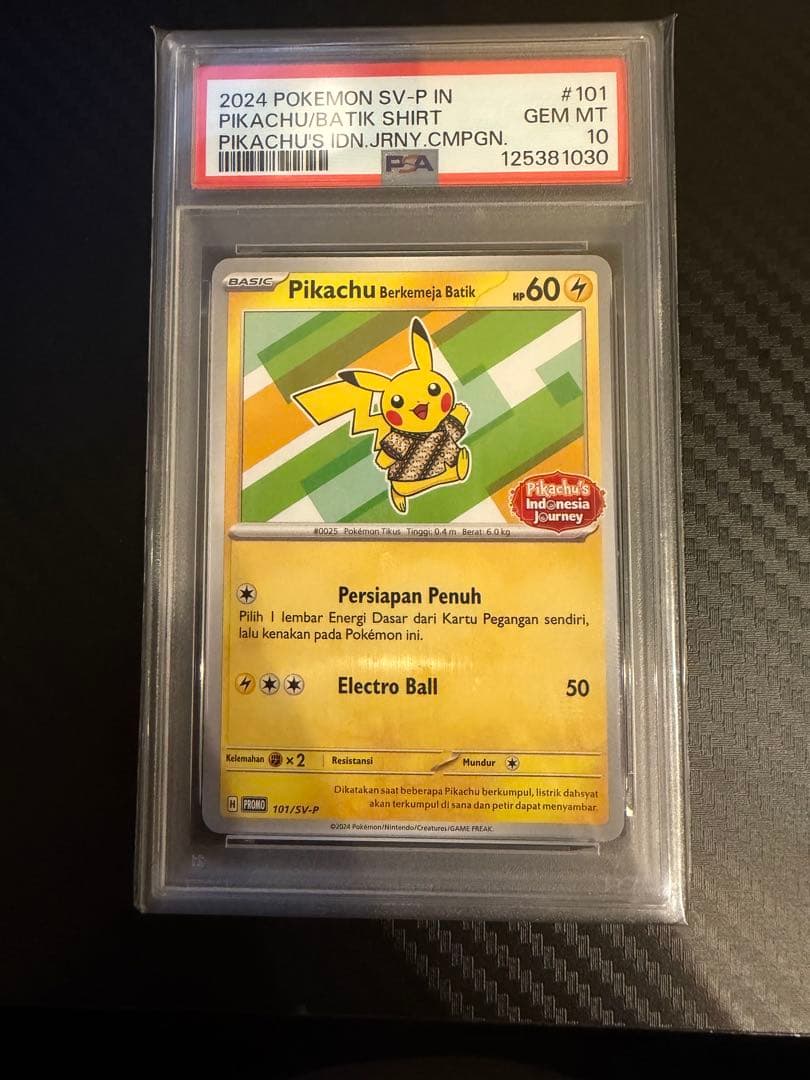 2024 POKEMON SV-P IN #101
PIKACHU/BATIK SHIRT GEM MT
PIKACHU'S IDN.JRNY.CMPGN. 10
PSA 125381030
BASIC Pikachu Berkemeja Batik HP 60
Pikachu's
Indonesia
Journey
#0025 Pokémon Tikus Tinggi: 0.4 m Berat: 6.0 kg
Persiapan Penuh
Pilih 1 lembar Energi Dasar dari Kartu Pegangan sendiri,
lalu kenakan pada Pokémon ini.
Electro Ball 50
Kelemahan ×2 Resistansi Mundur
Dikatakan saat beberapa Pikachu berkumpul, listrik dahsyat
akan terkumpul di sana dan petir dapat menyambar.
H PROMO 101/SV-P
©2024 Pokémon/Nintendo/Creatures/GAME FREAK.